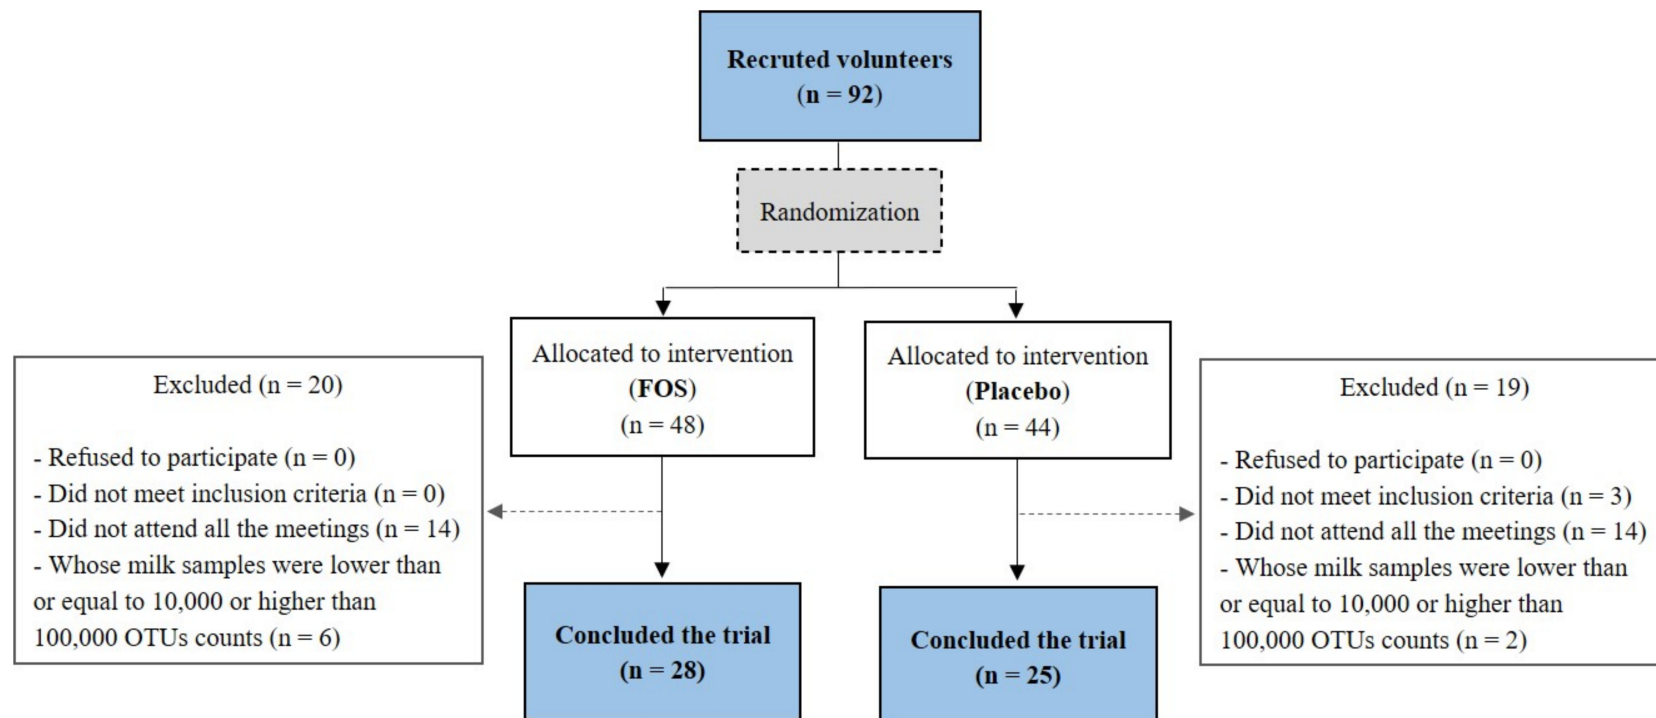 Recruted volunteers
(n = 92)
Randomization
Allocated to intervention
(FOS)
(n = 48)
Allocated to intervention
(Placebo)
(n = 44)
Excluded (n = 20)
- Refused to participate (n = 0)
- Did not meet inclusion criteria (n = 0)
- Did not attend all the meetings (n = 14)
- Whose milk samples were lower than
or equal to 10,000 or higher than
100,000 OTUs counts (n = 6)
Excluded (n = 19)
- Refused to participate (n = 0)
- Did not meet inclusion criteria (n = 3)
- Did not attend all the meetings (n = 14)
- Whose milk samples were lower than
or equal to 10,000 or higher than
100,000 OTUs counts (n = 2)
Concluded the trial
(n = 28)
Concluded the trial
(n = 25)